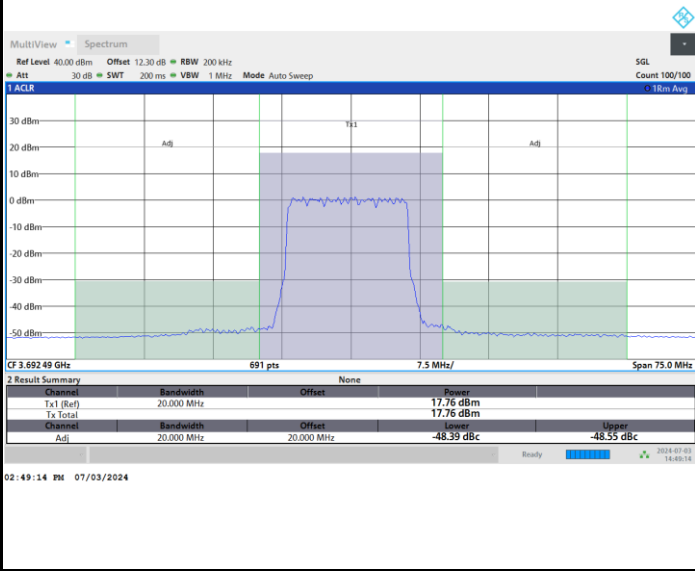 MultiView Spectrum
Ref Level 40.00 dBm Offset 12.30 dB RBW 200 kHz SGL
Att 30 dB SWT 200 ms VBW 1 MHz Mode Auto Sweep Count 100/100
1 ACLR 1Rm Avg
30 dBm
Tx1
20 dBm
Adj Adj
10 dBm
0 dBm
-10 dBm
-20 dBm
-30 dBm
-40 dBm
-50 dBm
CF 3.692 49 GHz 691 pts 7.5 MHz/ Span 75.0 MHz
2 Result Summary None
Channel Bandwidth Offset Power
Tx1 (Ref) 20.000 MHz 17.76 dBm
Tx Total 17.76 dBm
Channel Bandwidth Offset Lower Upper
Adj 20.000 MHz 20.000 MHz -48.39 dBc -48.55 dBc
Ready 2024-07-03
14:49:14
02:49:14 PM 07/03/2024